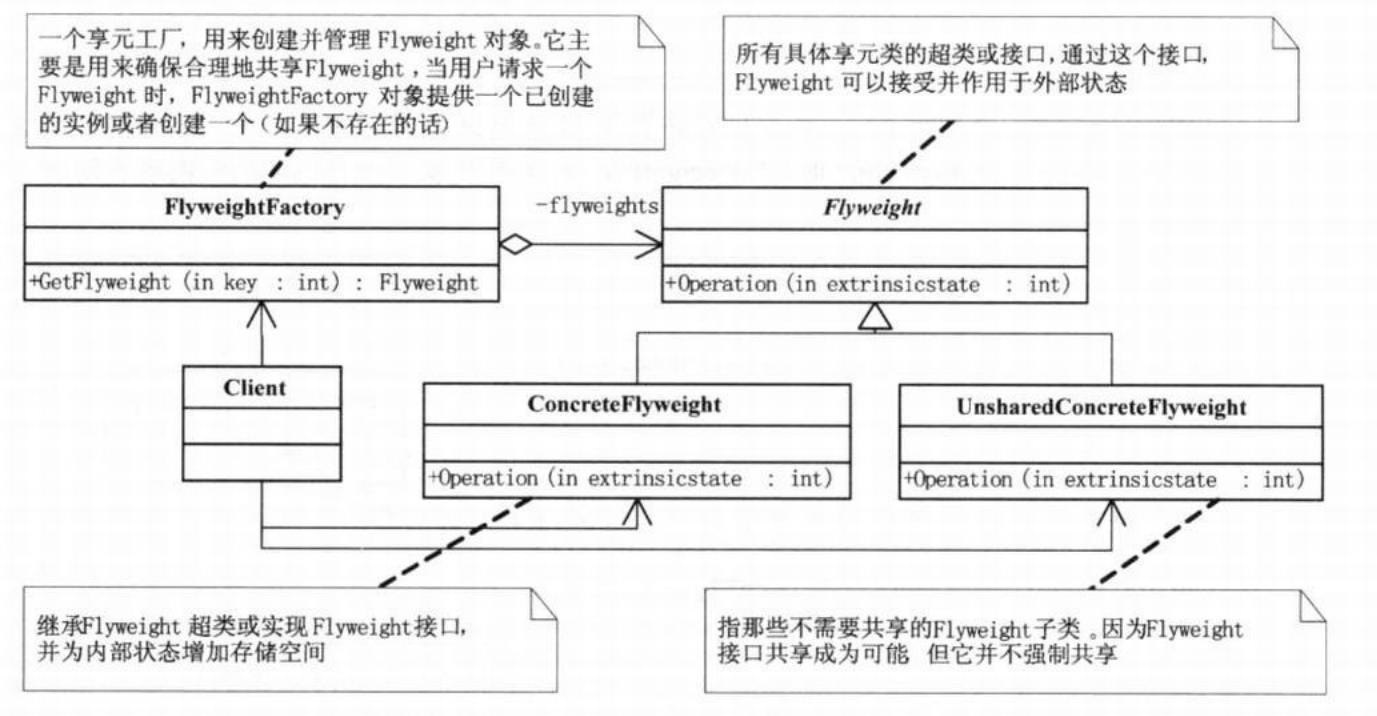 一个享元工厂，用来创建并管理 Flyweight 对象。它主
要是用来确保合理地共享Flyweight，当用户请求一个
Flyweight 时，FlyweightFactory 对象提供一个已创建
的实例或者创建一个(如果不存在的话)
所有具体享元类的超类或接口,通过这个接口,
Flyweight 可以接受并作用于外部状态
FlyweightFactory
+GetFlyweight (in key : int) : Flyweight
-flyweights
Flyweight
+Operation (in extrinsicstate : int)
Client
ConcreteFlyweight
+Operation (in extrinsicstate : int)
UnsharedConcreteFlyweight
+Operation (in extrinsicstate : int)
继承Flyweight 超类或实现Flyweight接口,
并为内部状态增加存储空间
指那些不需要共享的Flyweight子类。因为Flyweight
接口共享成为可能 但它并不强制共享